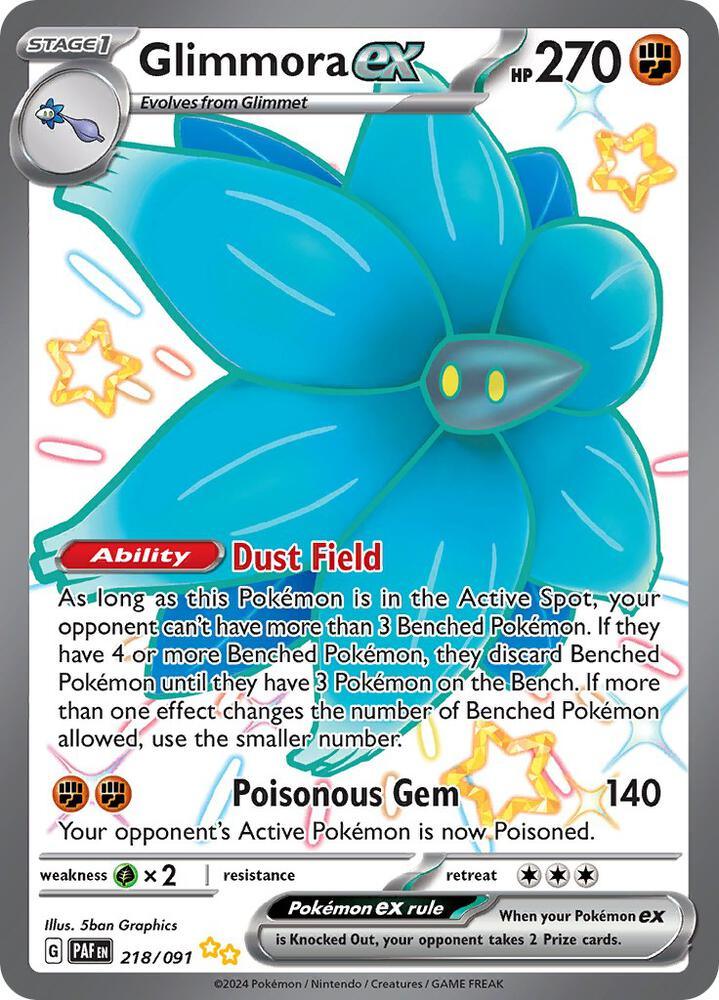 STAGE1
Glimmora ex
HP 270
Evolves from Glimmet
Ability Dust Field
As long as this Pokémon is in the Active Spot, your
opponent can't have more than 3 Benched Pokémon. If they
have 4 or more Benched Pokémon, they discard Benched
Pokémon until they have 3 Pokémon on the Bench. If more
than one effect changes the number of Benched Pokémon
allowed, use the smaller number.
Poisonous Gem 140
Your opponent's Active Pokémon is now Poisoned.
weakness ×2 resistance retreat
Illus. 5ban Graphics
G PAF EN 218/091
Pokémon ex rule
When your Pokémon ex
is Knocked Out, your opponent takes 2 Prize cards.
©2024 Pokémon / Nintendo / Creatures / GAME FREAK